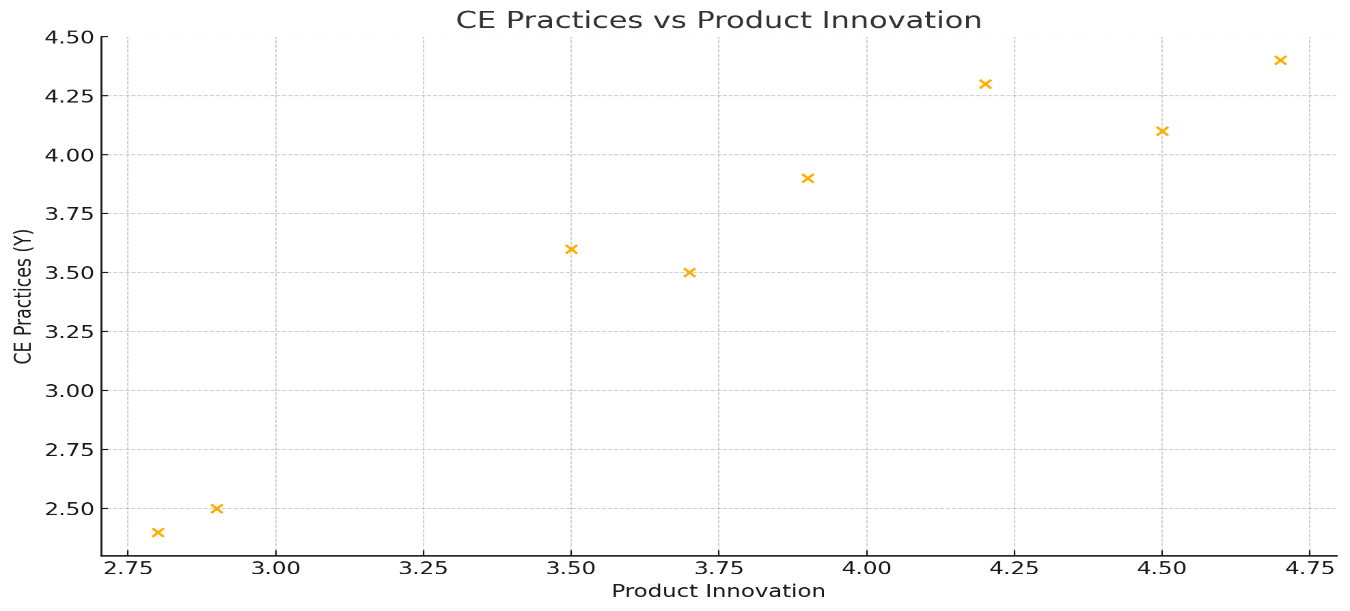 CE Practices vs Product Innovation
4.50
4.25
4.00
3.75
3.50
3.25
3.00
2.75
2.50
CE Practices (Y)
2.75 3.00 3.25 3.50 3.75 4.00 4.25 4.50 4.75
Product Innovation